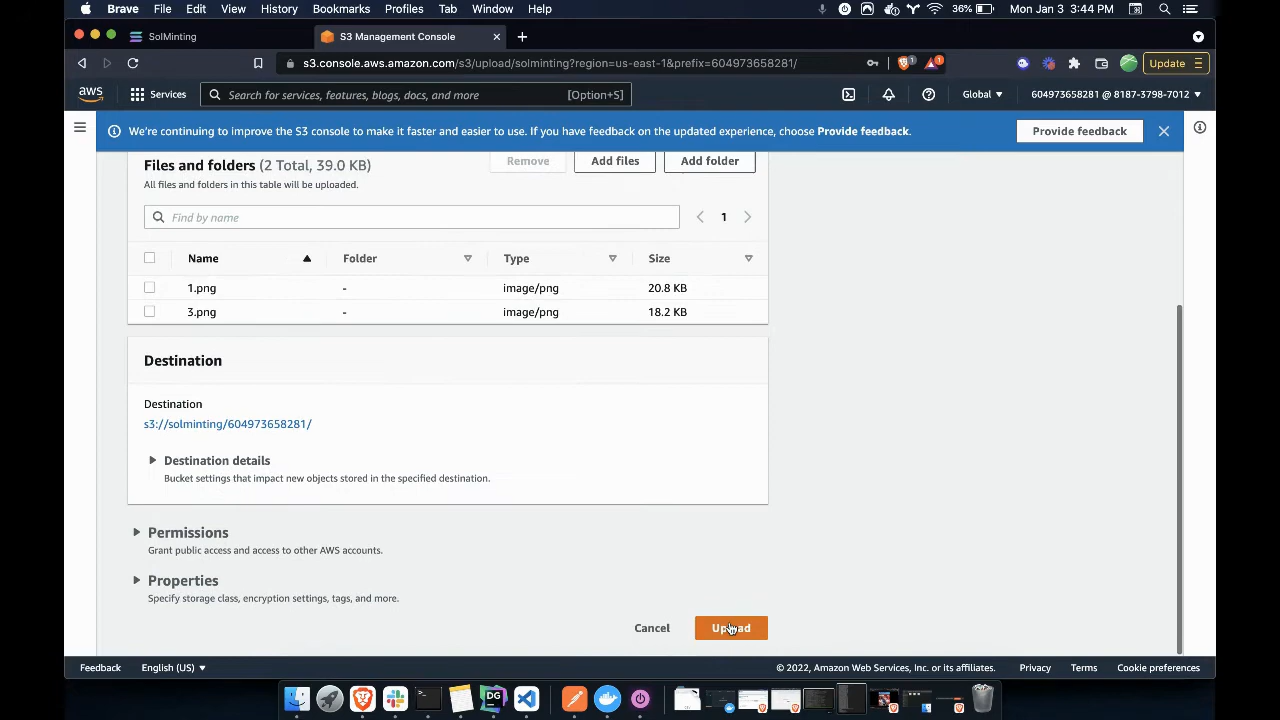 Brave File Edit View History Bookmarks Profiles Tab Window Help 36% Mon Jan 3 3:44 PM
SolMinting S3 Management Console
s3.console.aws.amazon.com/s3/upload/solminting?region=us-east-1&prefix=604973658281/ 1 1 Update
aws Services Search for services, features, blogs, docs, and more [Option+S] Global 604973658281 @ 8187-3798-7012
We're continuing to improve the S3 console to make it faster and easier to use. If you have feedback on the updated experience, choose Provide feedback. Provide feedback
Files and folders (2 Total, 39.0 KB) Remove Add files Add folder
All files and folders in this table will be uploaded.
Find by name 1
Name Folder Type Size
1.png - image/png 20.8 KB
3.png - image/png 18.2 KB
Destination
Destination
s3://solminting/604973658281/
Destination details
Bucket settings that impact new objects stored in the specified destination.
Permissions
Grant public access and access to other AWS accounts.
Properties
Specify storage class, encryption settings, tags, and more.
Cancel Upload
Feedback English (US) © 2022, Amazon Web Services, Inc. or its affiliates. Privacy Terms Cookie preferences
DG